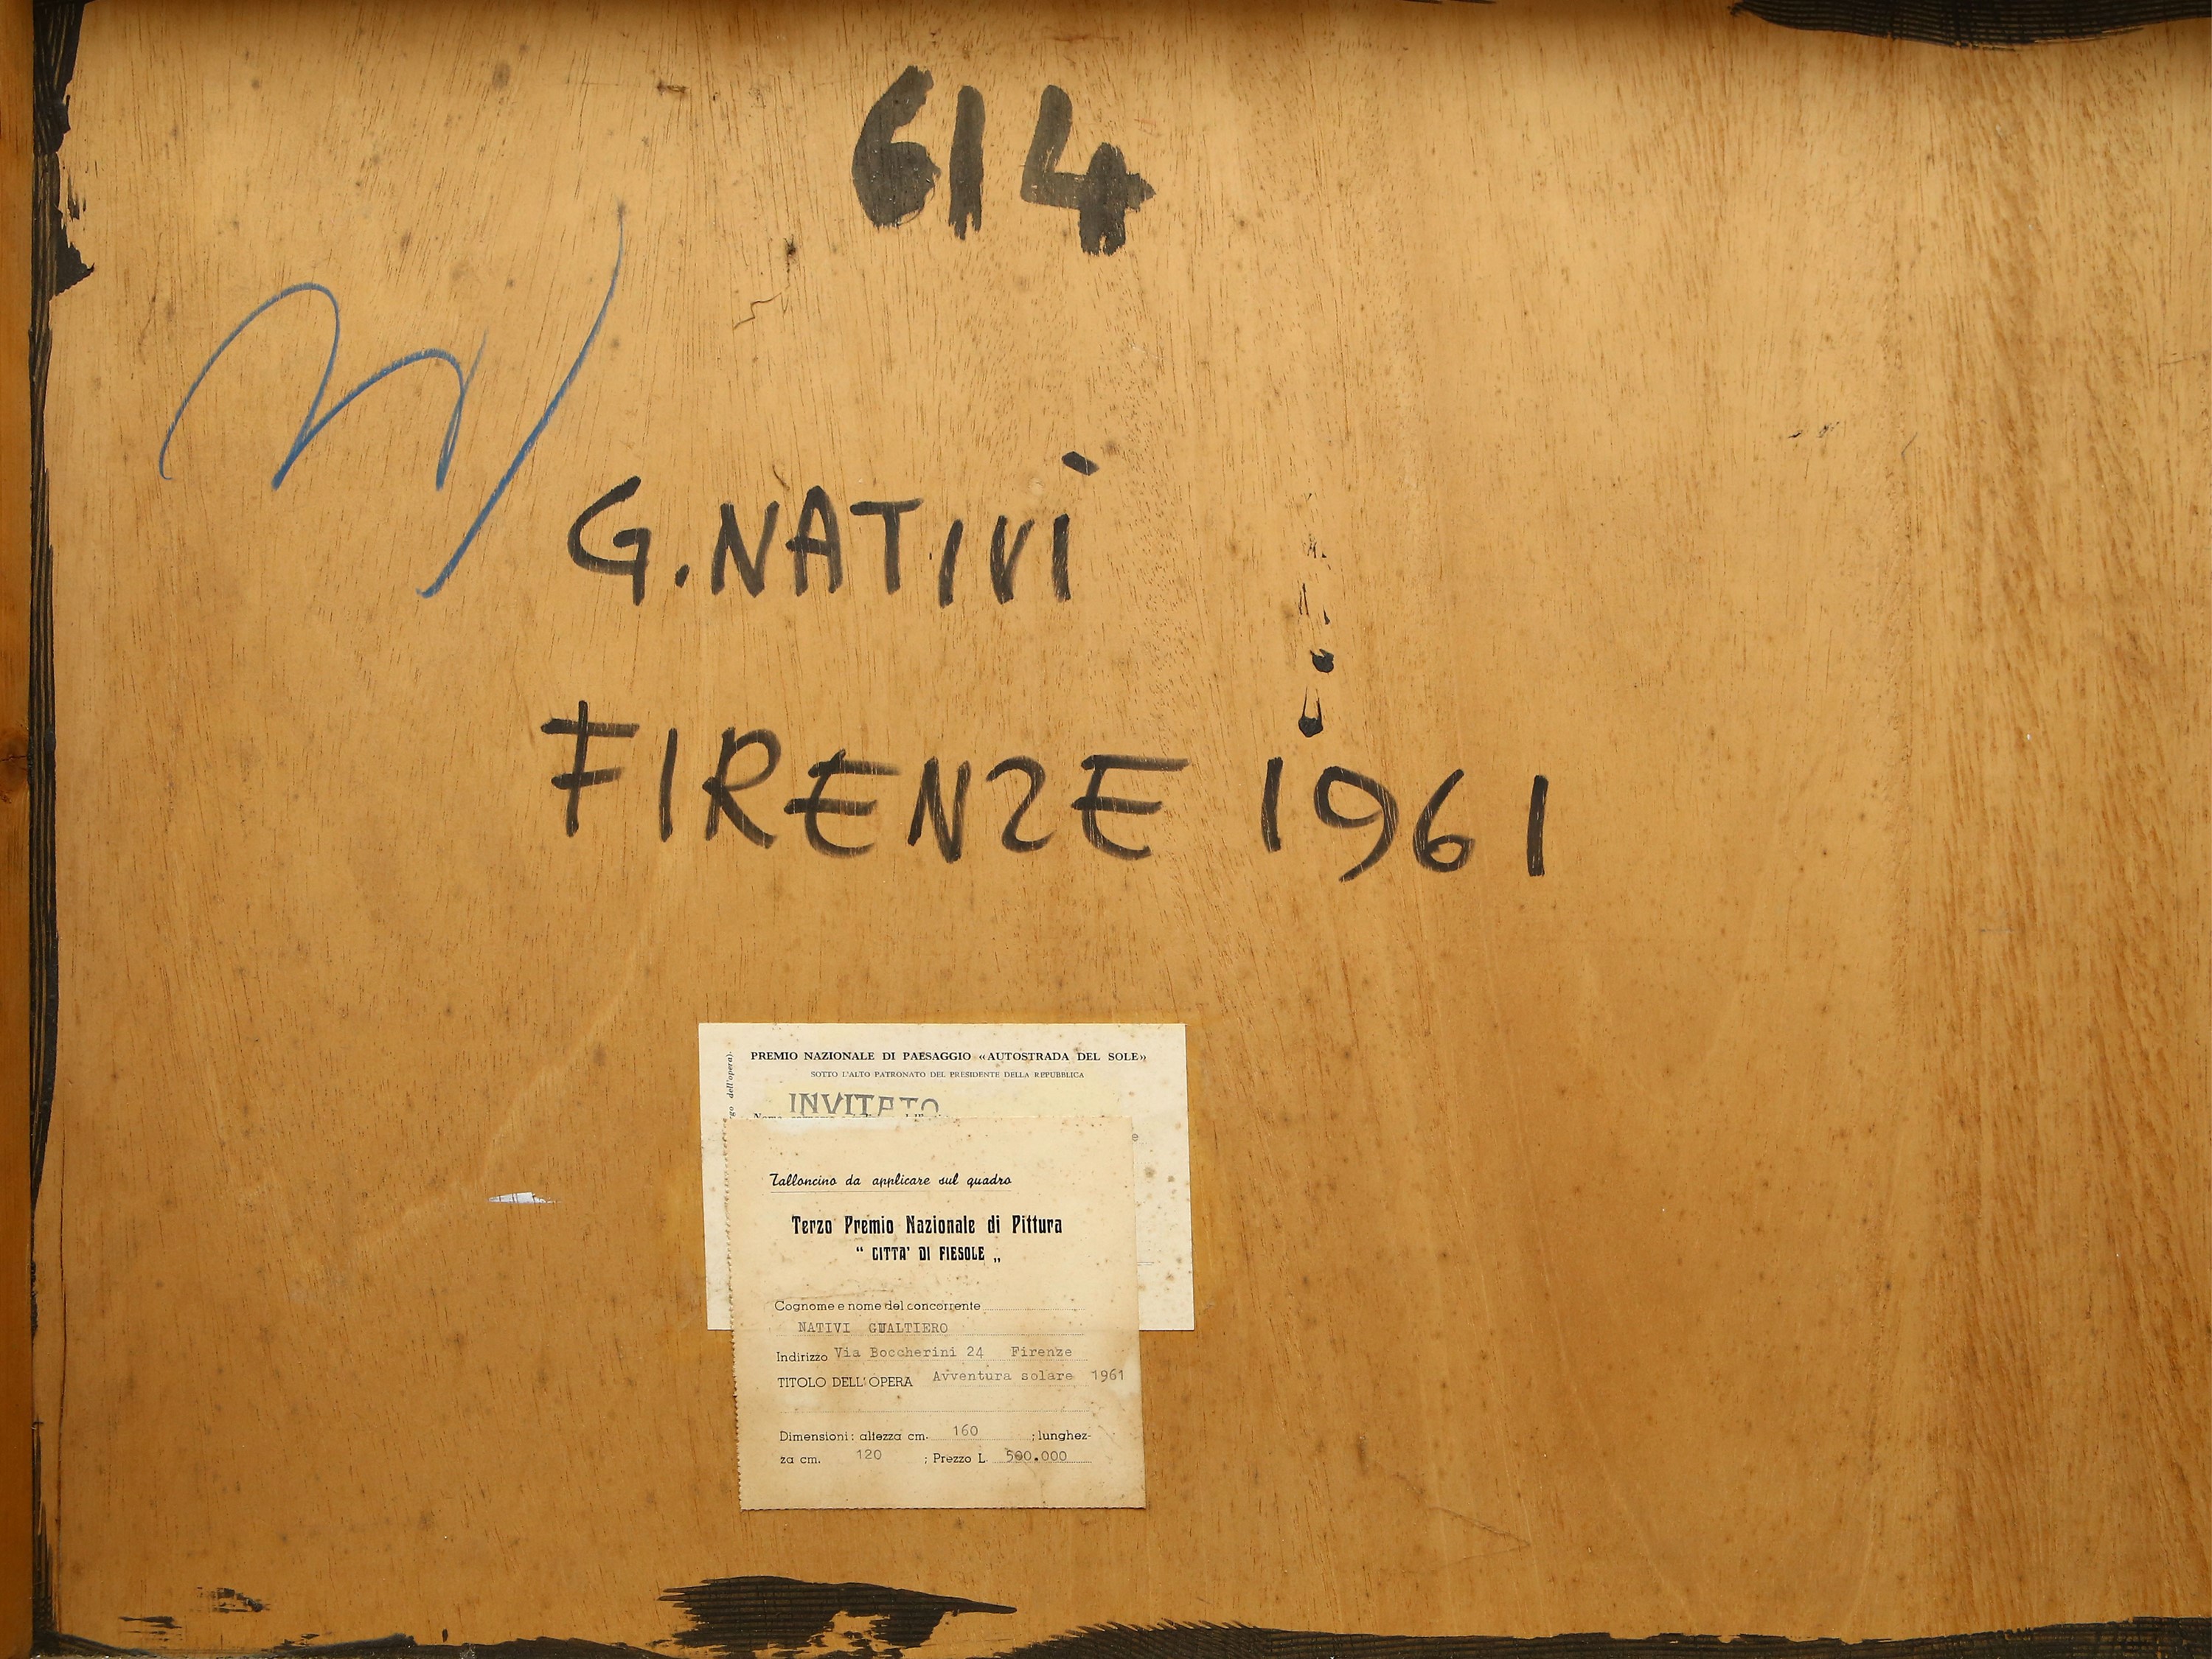 614
G. NATIVI
FIRENZE 1961
PREMIO NAZIONALE DI PAESAGGIO «AUTOSTRADA DEL SOLE»
SOTTO L'ALTO PATRONATO DEL PRESIDENTE DELLA REPUBBLICA
dell'opera).
INVITATO
Talloncino da applicare sul quadro
Terzo Premio Nazionale di Pittura
“ CITTA' DI FIESOLE „
Cognome e nome del concorrente
NATIVI GUALTIERO
Indirizzo Via Boccherini 24 Firenze
TITOLO DELL'OPERA Avventura solare 1961
Dimensioni: altezza cm. 160 ; lunghez-
za cm. 120 ; Prezzo L. 500.000